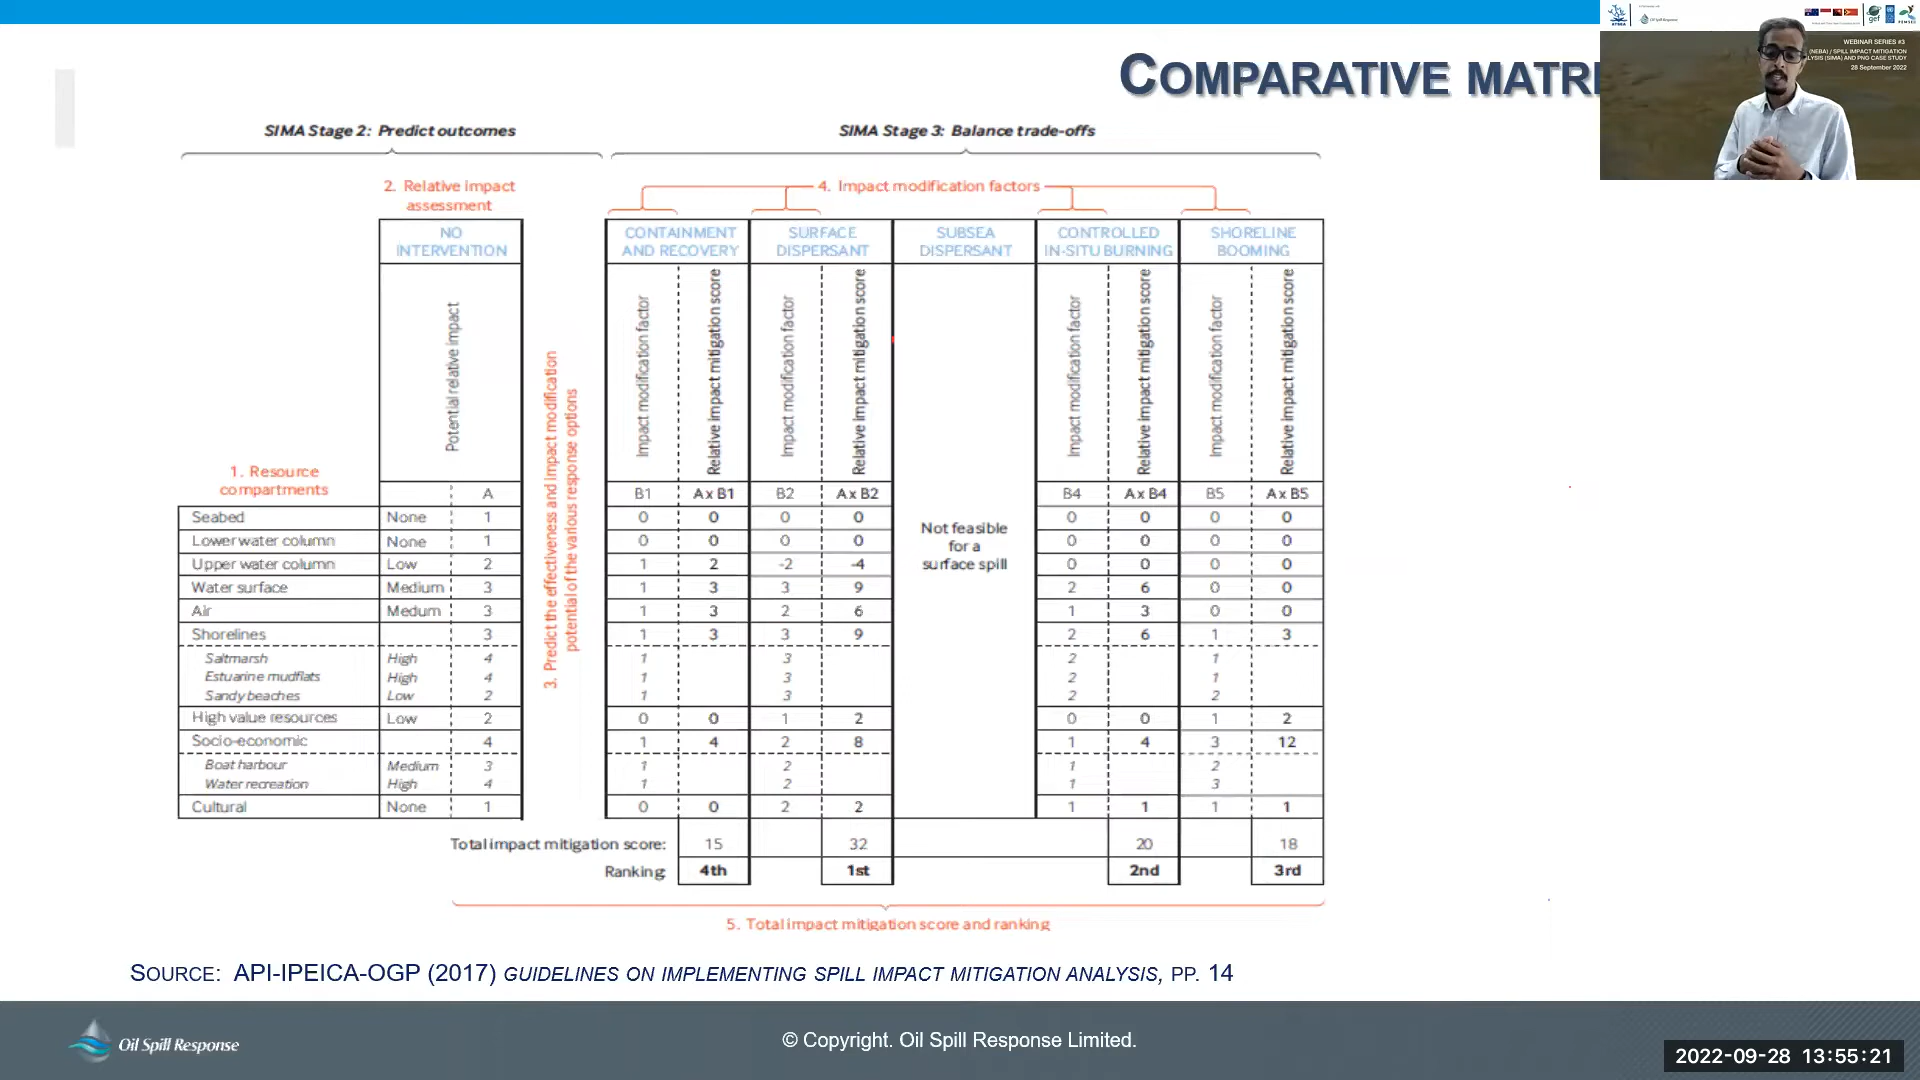 COMPARATIVE MATR
WEBINAR SERIES #3
(NEBA) / SPILL IMPACT MITIGATION
LYSIS (SIMA) AND PNG CASE STUDY
28 September 2022
SIMA Stage 2: Predict outcomes
SIMA Stage 3: Balance trade-offs
2. Relative impact
assessment
4. Impact modification factors
NO
INTERVENTION
CONTAINMENT
AND RECOVERY
SURFACE
DISPERSANT
SUBSEA
DISPERSANT
CONTROLLED
IN-SITU BURNING
SHORELINE
BOOMING
Potential relative impact
3. Predict the effectiveness and impact modification
potential of the various response options
Impact modification factor
Relative impact mitigation score
Impact modification factor
Relative impact mitigation score
Impact modification factor
Relative impact mitigation score
Impact modification factor
Relative impact mitigation score
1. Resource
compartments
A B1 A x B1 B2 A x B2 B4 A x B4 B5 A x B5
Seabed None 1 0 0 0 0 0 0 0 0
Lower water column None 1 0 0 0 0 0 0 0 0
Upper water column Low 2 1 2 -2 -4 0 0 0 0
Water surface Medium 3 1 3 3 9 2 6 0 0
Air Medum 3 1 3 2 6 1 3 0 0
Shorelines 3 1 3 3 9 2 6 1 3
Saltmarsh High 4 1 3 2 1
Estuarine mudflats High 4 1 3 2 1
Sandy beaches Low 2 1 3 2 2
High value resources Low 2 0 0 1 2 0 0 1 2
Socio-economic 4 1 4 2 8 1 4 3 12
Boat harbour Medium 3 1 2 1 2
Water recreation High 4 1 2 1 3
Cultural None 1 0 0 2 2 1 1 1 1
Not feasible
for a
surface spill
Total impact mitigation score: 15 32 20 18
Ranking: 4th 1st 2nd 3rd
5. Total impact mitigation score and ranking
SOURCE: API-IPEICA-OGP (2017) GUIDELINES ON IMPLEMENTING SPILL IMPACT MITIGATION ANALYSIS, PP. 14
Oil Spill Response
© Copyright. Oil Spill Response Limited.
2022-09-28 13:55:21